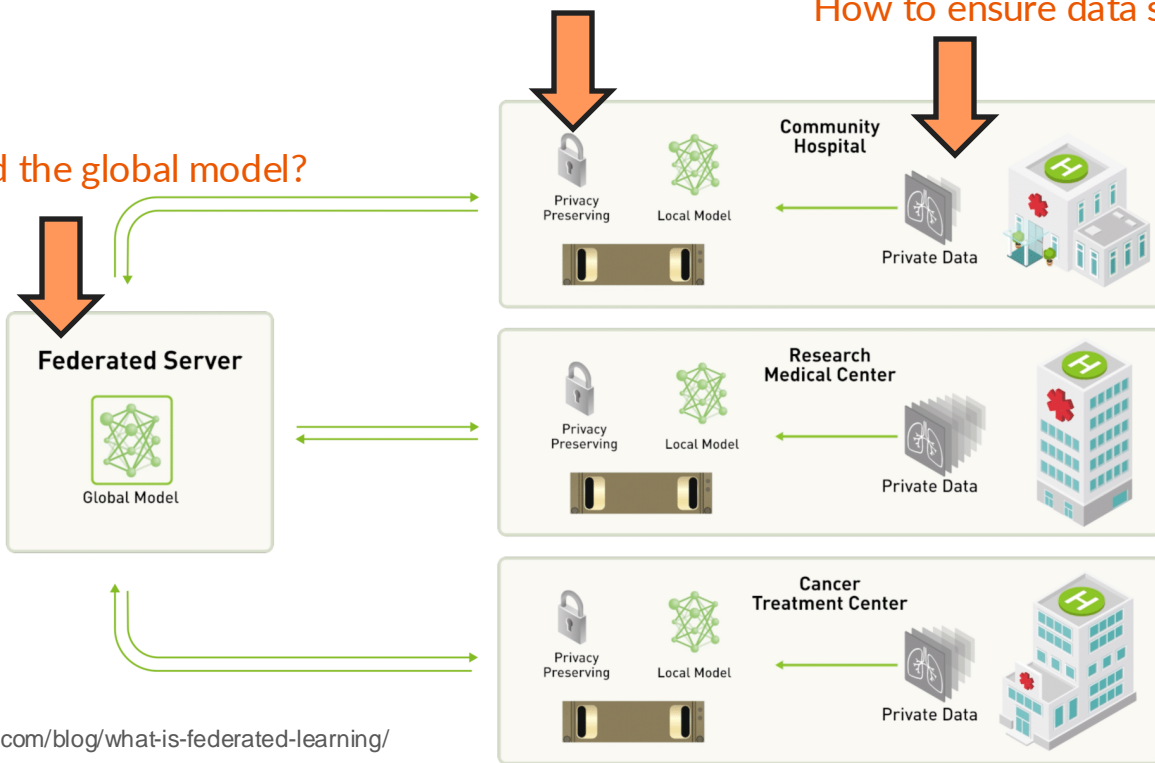 How to ensure data s
d the global model?
Federated Server
Global Model
Community
Hospital
Privacy
Preserving
Local Model
Private Data
Research
Medical Center
Privacy
Preserving
Local Model
Private Data
Cancer
Treatment Center
Privacy
Preserving
Local Model
Private Data
H
H
H
com/blog/what-is-federated-learning/